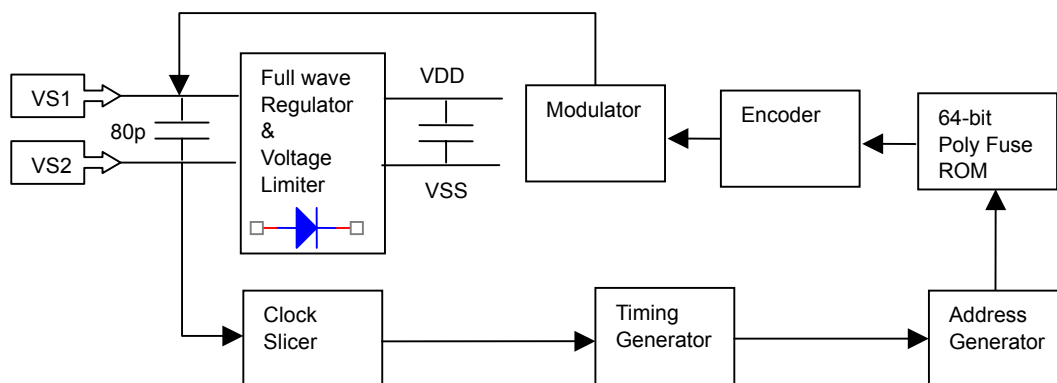 VS1
VS2
80p
Full wave
Regulator
&
Voltage
Limiter
VDD
VSS
Modulator
Encoder
64-bit
Poly Fuse
ROM
Clock
Slicer
Timing
Generator
Address
Generator